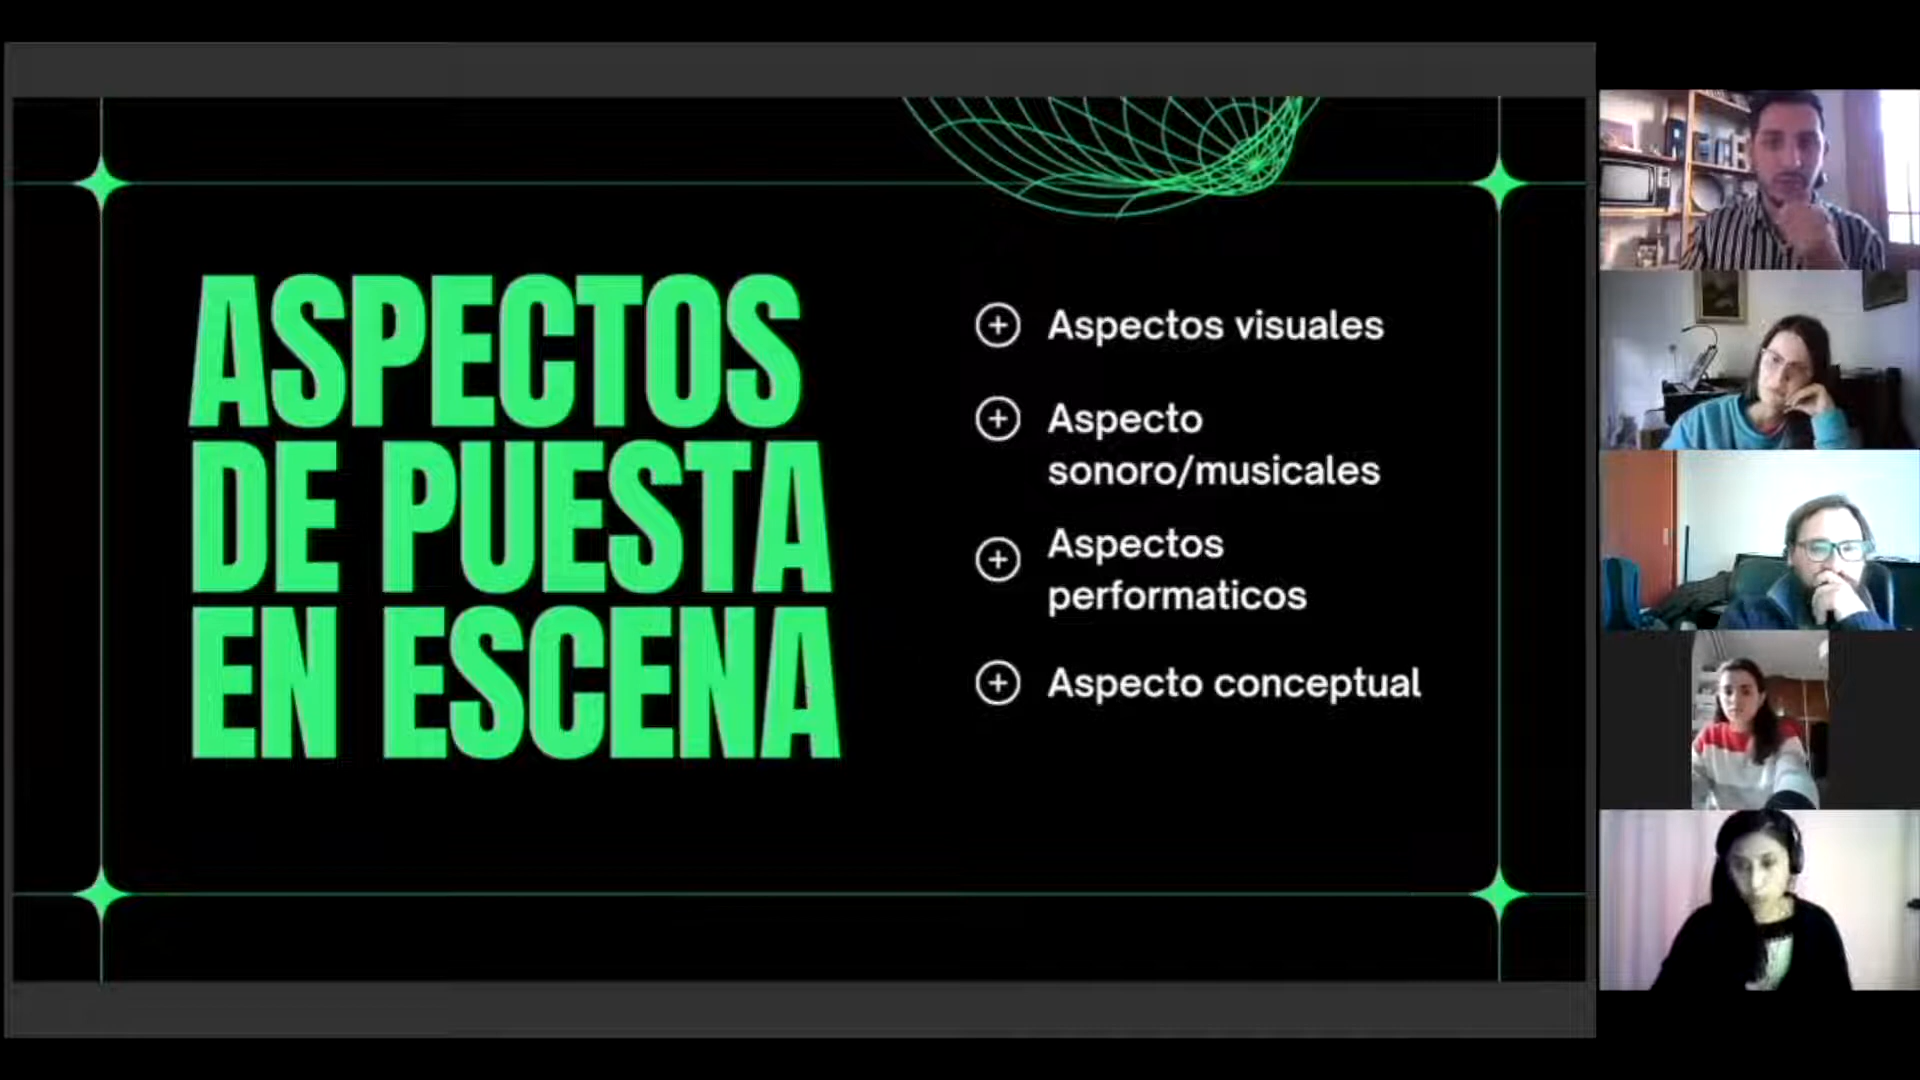 ASPECTOS
DE PUESTA
EN ESCENA
Aspectos visuales
Aspecto
sonoro/musicales
Aspectos
performaticos
Aspecto conceptual